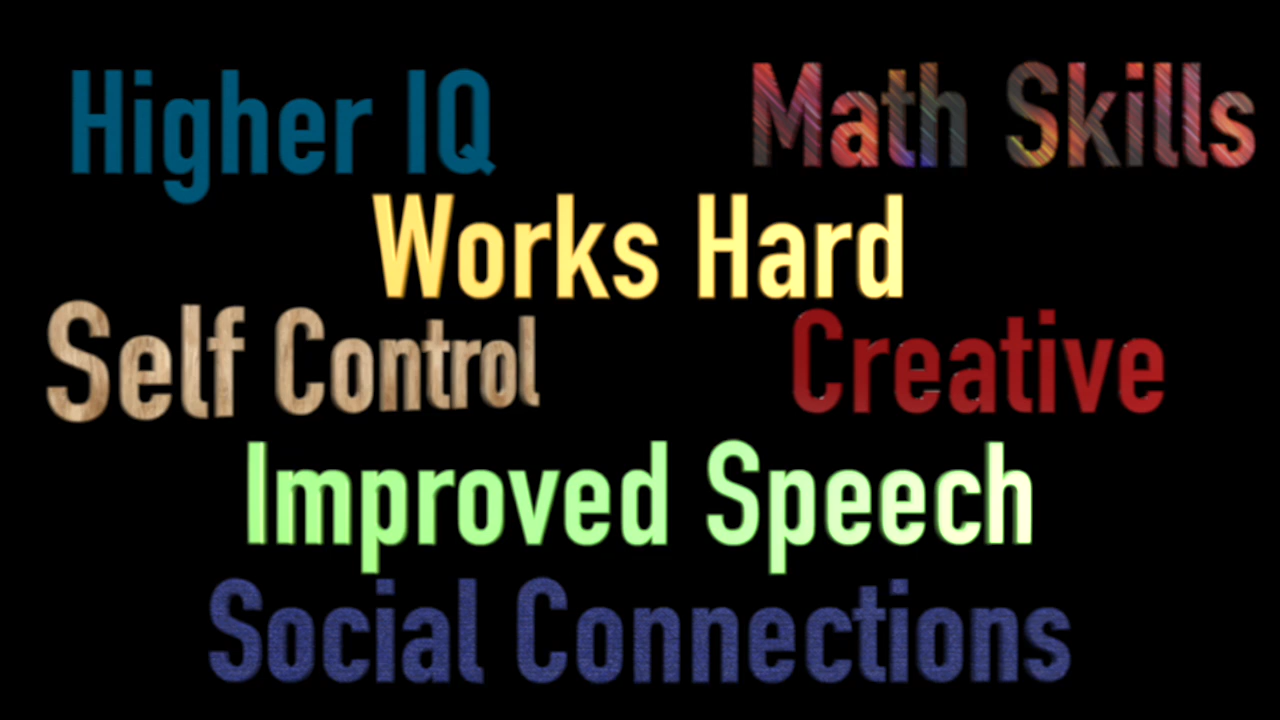 Higher IQ
Math Skills
Works Hard
Self Control
Creative
Improved Speech
Social Connections